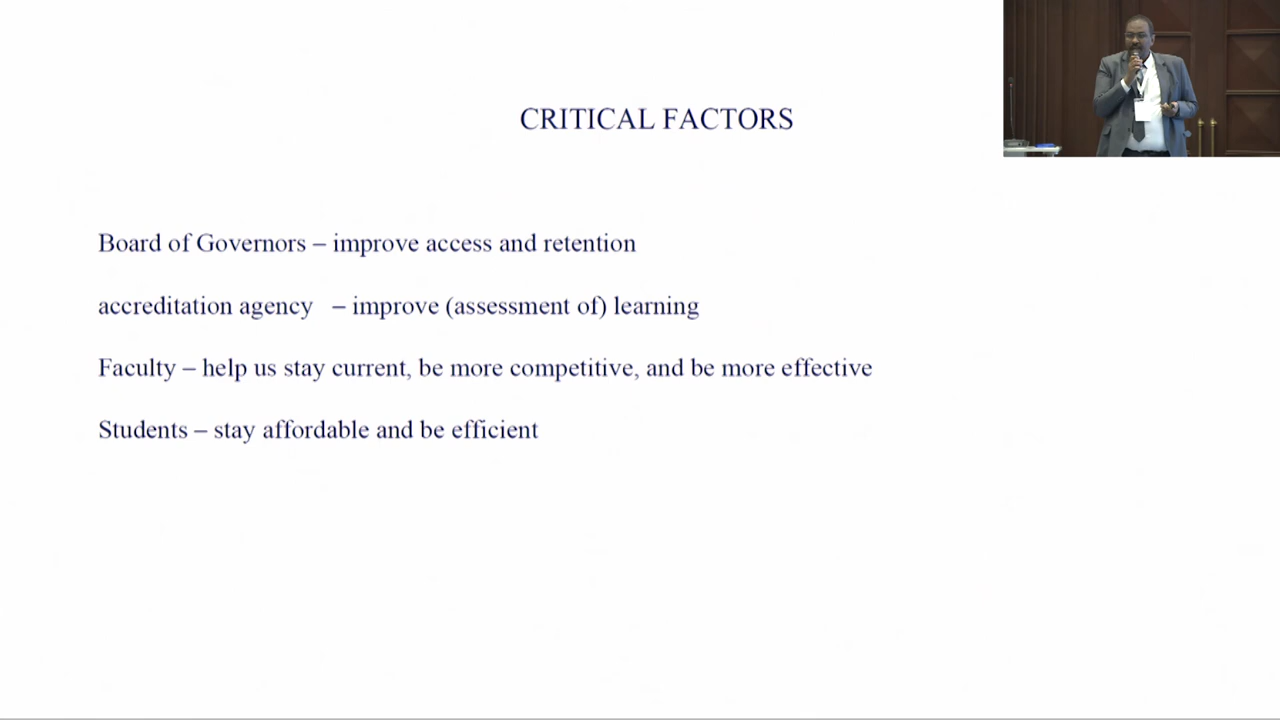 CRITICAL FACTORS
Board of Governors – improve access and retention
accreditation agency – improve (assessment of) learning
Faculty – help us stay current, be more competitive, and be more effective
Students – stay affordable and be efficient